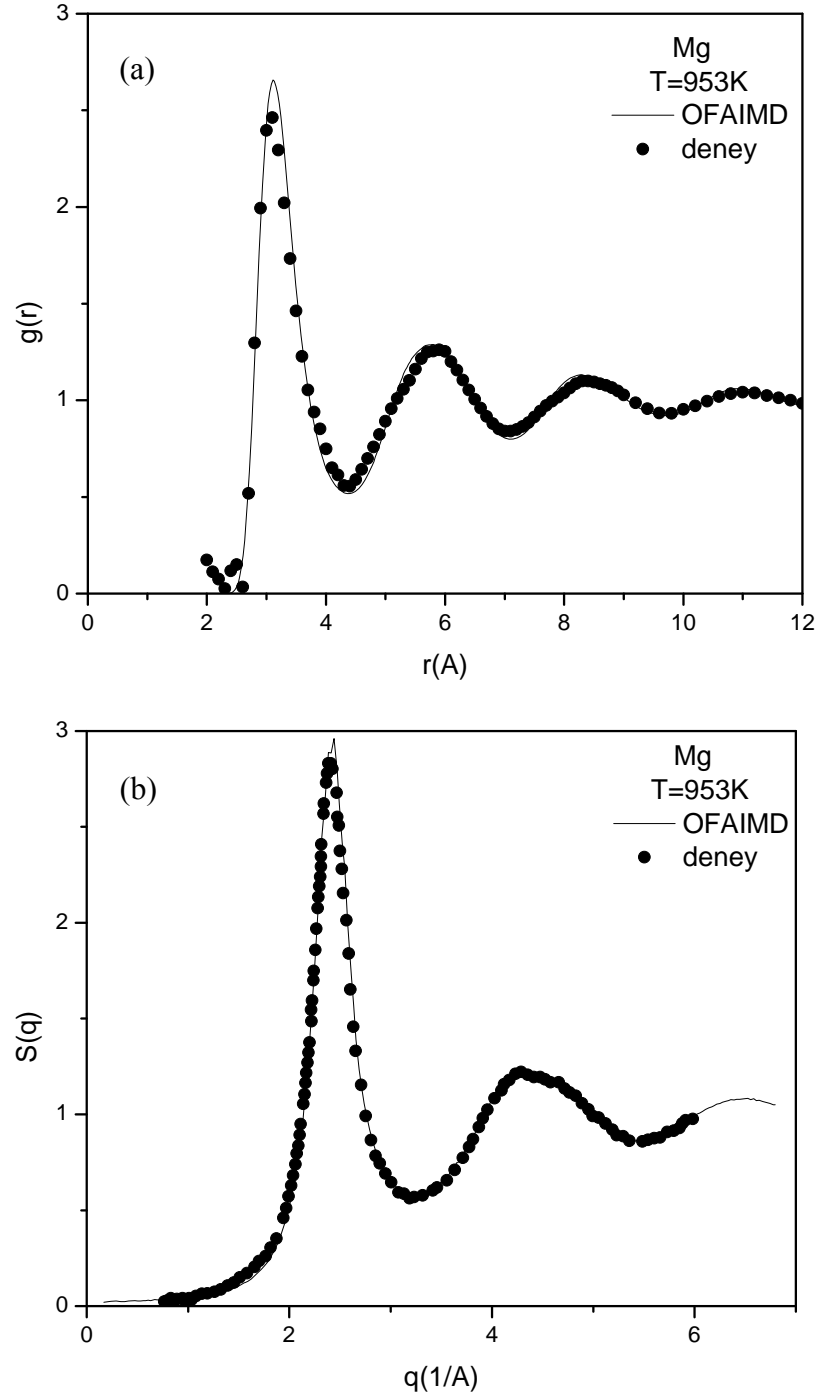 (a)
Mg
T=953K
OFAIMD
deney
g(r)
3
2
1
0
0 2 4 6 8 10 12
r(A)
(b)
Mg
T=953K
OFAIMD
deney
S(q)
3
2
1
0
0 2 4 6
q(1/A)